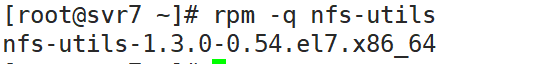 [root@svr7 ~]# rpm -q nfs-utils
nfs-utils-1.3.0-0.54.el7.x86_64